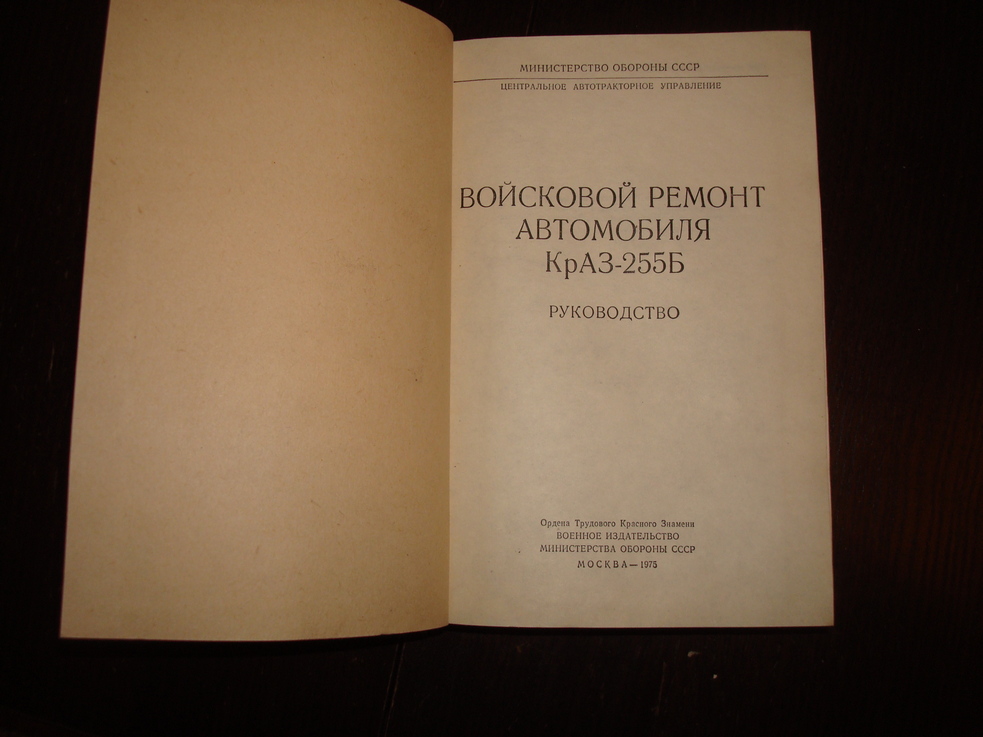 МИНИСТЕРСТВО ОБОРОНЫ СССР
ЦЕНТРАЛЬНОЕ АВТОТРАКТОРНОЕ УПРАВЛЕНИЕ
ВОЙСКОВОЙ РЕМОНТ
АВТОМОБИЛЯ
КрАЗ-255Б
РУКОВОДСТВО
Ордена Трудового Красного Знамени
ВОЕННОЕ ИЗДАТЕЛЬСТВО
МИНИСТЕРСТВА ОБОРОНЫ СССР
МОСКВА — 1975